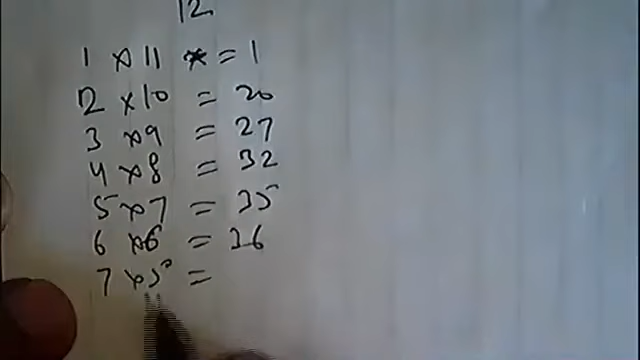 12
1 × 11 * = 1
2 × 10 = 20
3 × 9 = 27
4 × 8 = 32
5 × 7 = 35
6 × 6 = 36
7 × 5 =